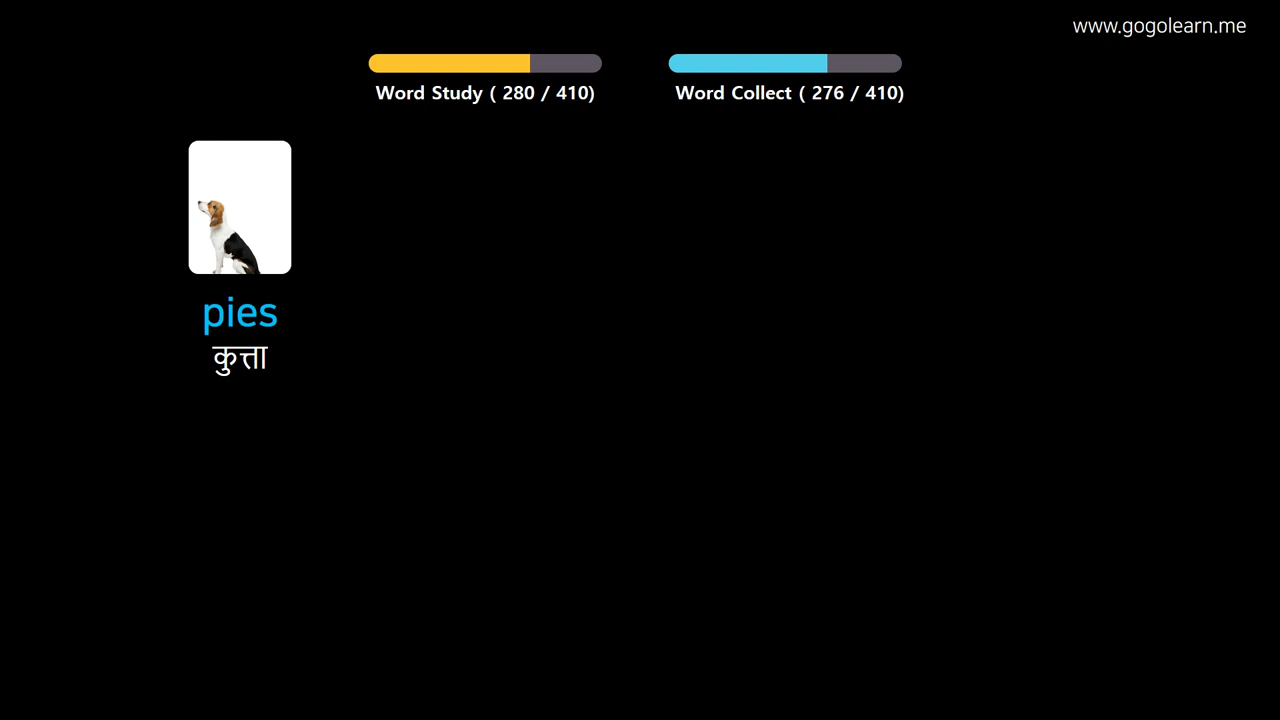 www.gogolearn.me
Word Study ( 280 / 410)
Word Collect ( 276 / 410)
pies
कुत्ता